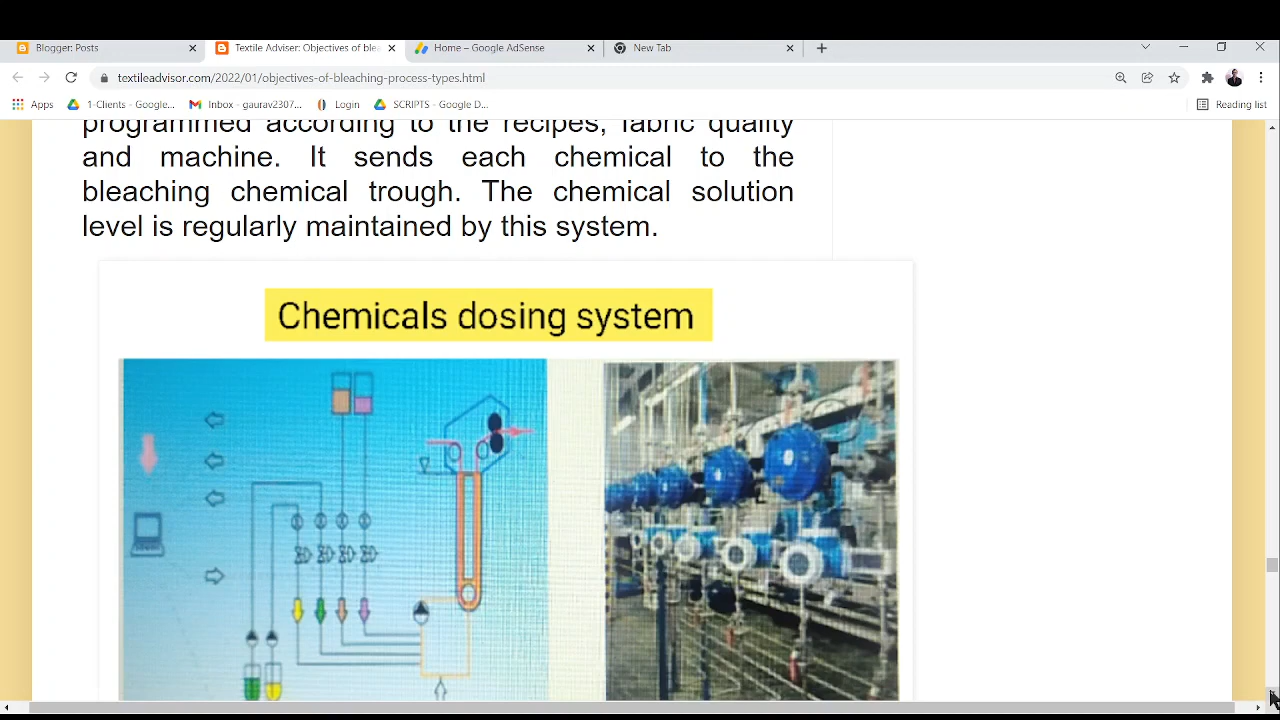 Blogger: Posts
Textile Adviser: Objectives of ble
Home – Google AdSense
New Tab
textileadvisor.com/2022/01/objectives-of-bleaching-process-types.html
Apps
1-Clients - Google...
Inbox - gaurav2307...
Login
SCRIPTS - Google D...
Reading list
programmed according to the recipes, fabric quality
and machine. It sends each chemical to the
bleaching chemical trough. The chemical solution
level is regularly maintained by this system.
Chemicals dosing system